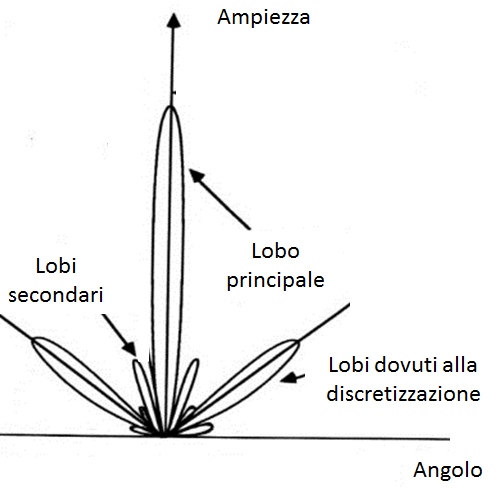 Ampiezza
Lobo
principale
Lobi
secondari
Lobi dovuti alla
discretizzazione
Angolo